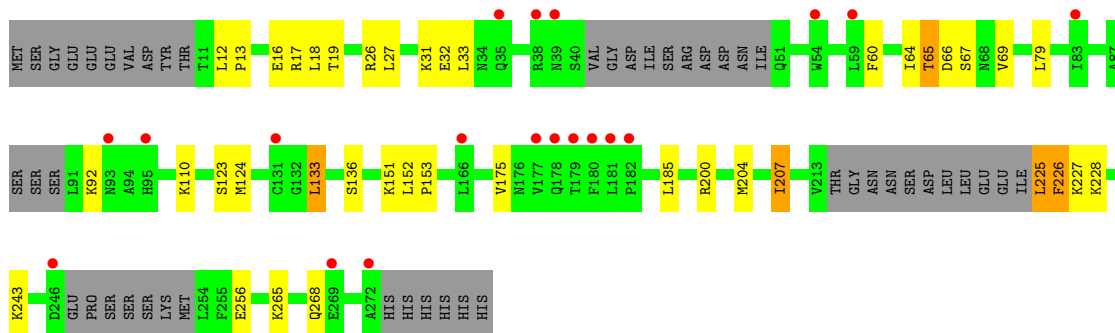 MET SER GLY GLU GLU GLU VAL ASP TYR THR T11 L12 P13 E16 R17 L18 T19 R26 L27 K31 E32 L33 N34 Q35 R38 N39 S40 VAL GLY ASP ILE SER ARG ASP ASP ASN ILE Q51 W54 L59 F60 I64 T65 D66 S67 N68 V69 L79 I83 A87
SER SER SER L91 K92 N93 A94 H95 K110 S123 M124 C131 G132 L133 S136 K151 L152 P153 L166 V175 N176 V177 Q178 T179 F180 L181 P182 L185 R200 M204 I207 V213 THR GLY ASN ASN SER ASP LEU LEU GLU GLU ILE L225 F226 K227 K228
K243 D246 GLU PRO SER SER SER LYS MET L254 F255 E256 K265 Q268 E269 A272 HIS HIS HIS HIS HIS HIS